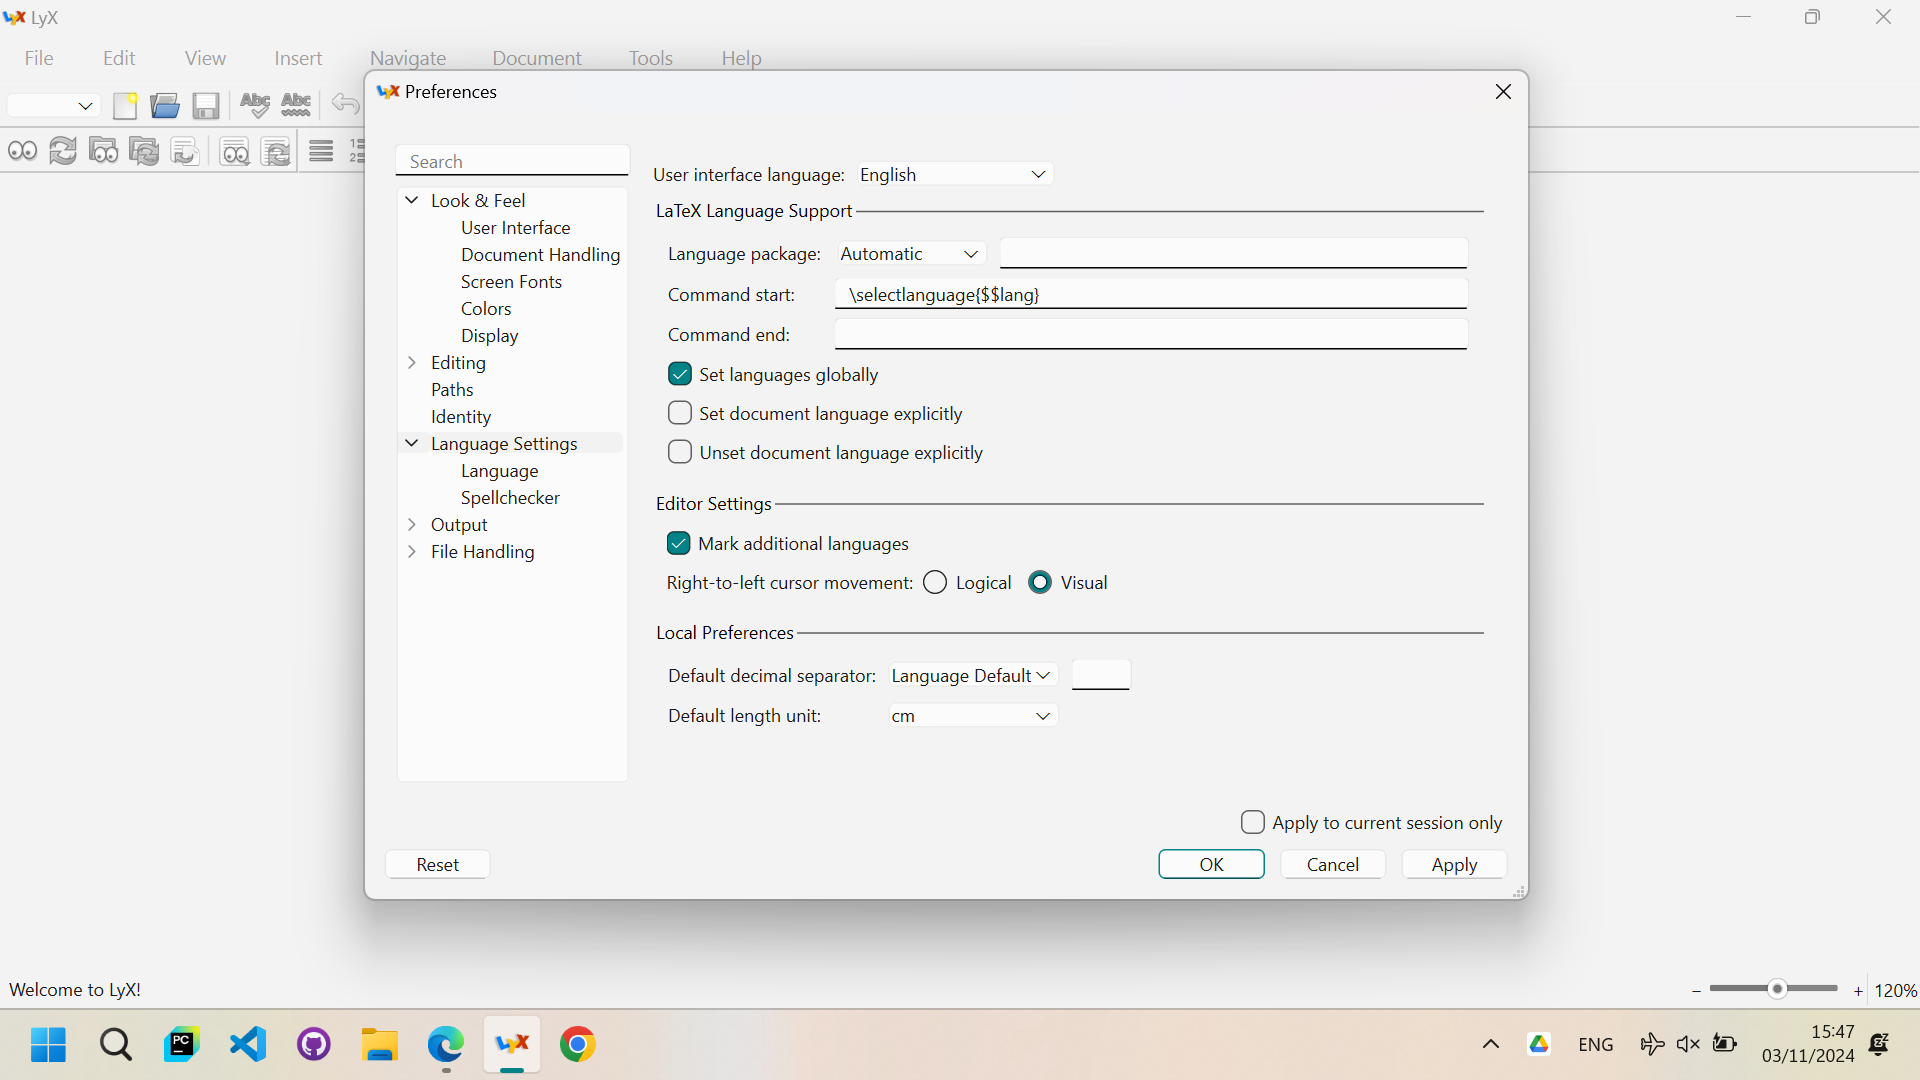 LyX
File Edit View Insert Navigate Document Tools Help
Preferences
Search
Look & Feel
User Interface
Document Handling
Screen Fonts
Colors
Display
Editing
Paths
Identity
Language Settings
Language
Spellchecker
Output
File Handling
User interface language: English
LaTeX Language Support
Language package: Automatic
Command start: \selectlanguage{$$lang}
Command end:
Set languages globally
Set document language explicitly
Unset document language explicitly
Editor Settings
Mark additional languages
Right-to-left cursor movement: Logical Visual
Local Preferences
Default decimal separator: Language Default
Default length unit: cm
Apply to current session only
Reset OK Cancel Apply
Welcome to LyX!
120%
ENG
15:47
03/11/2024